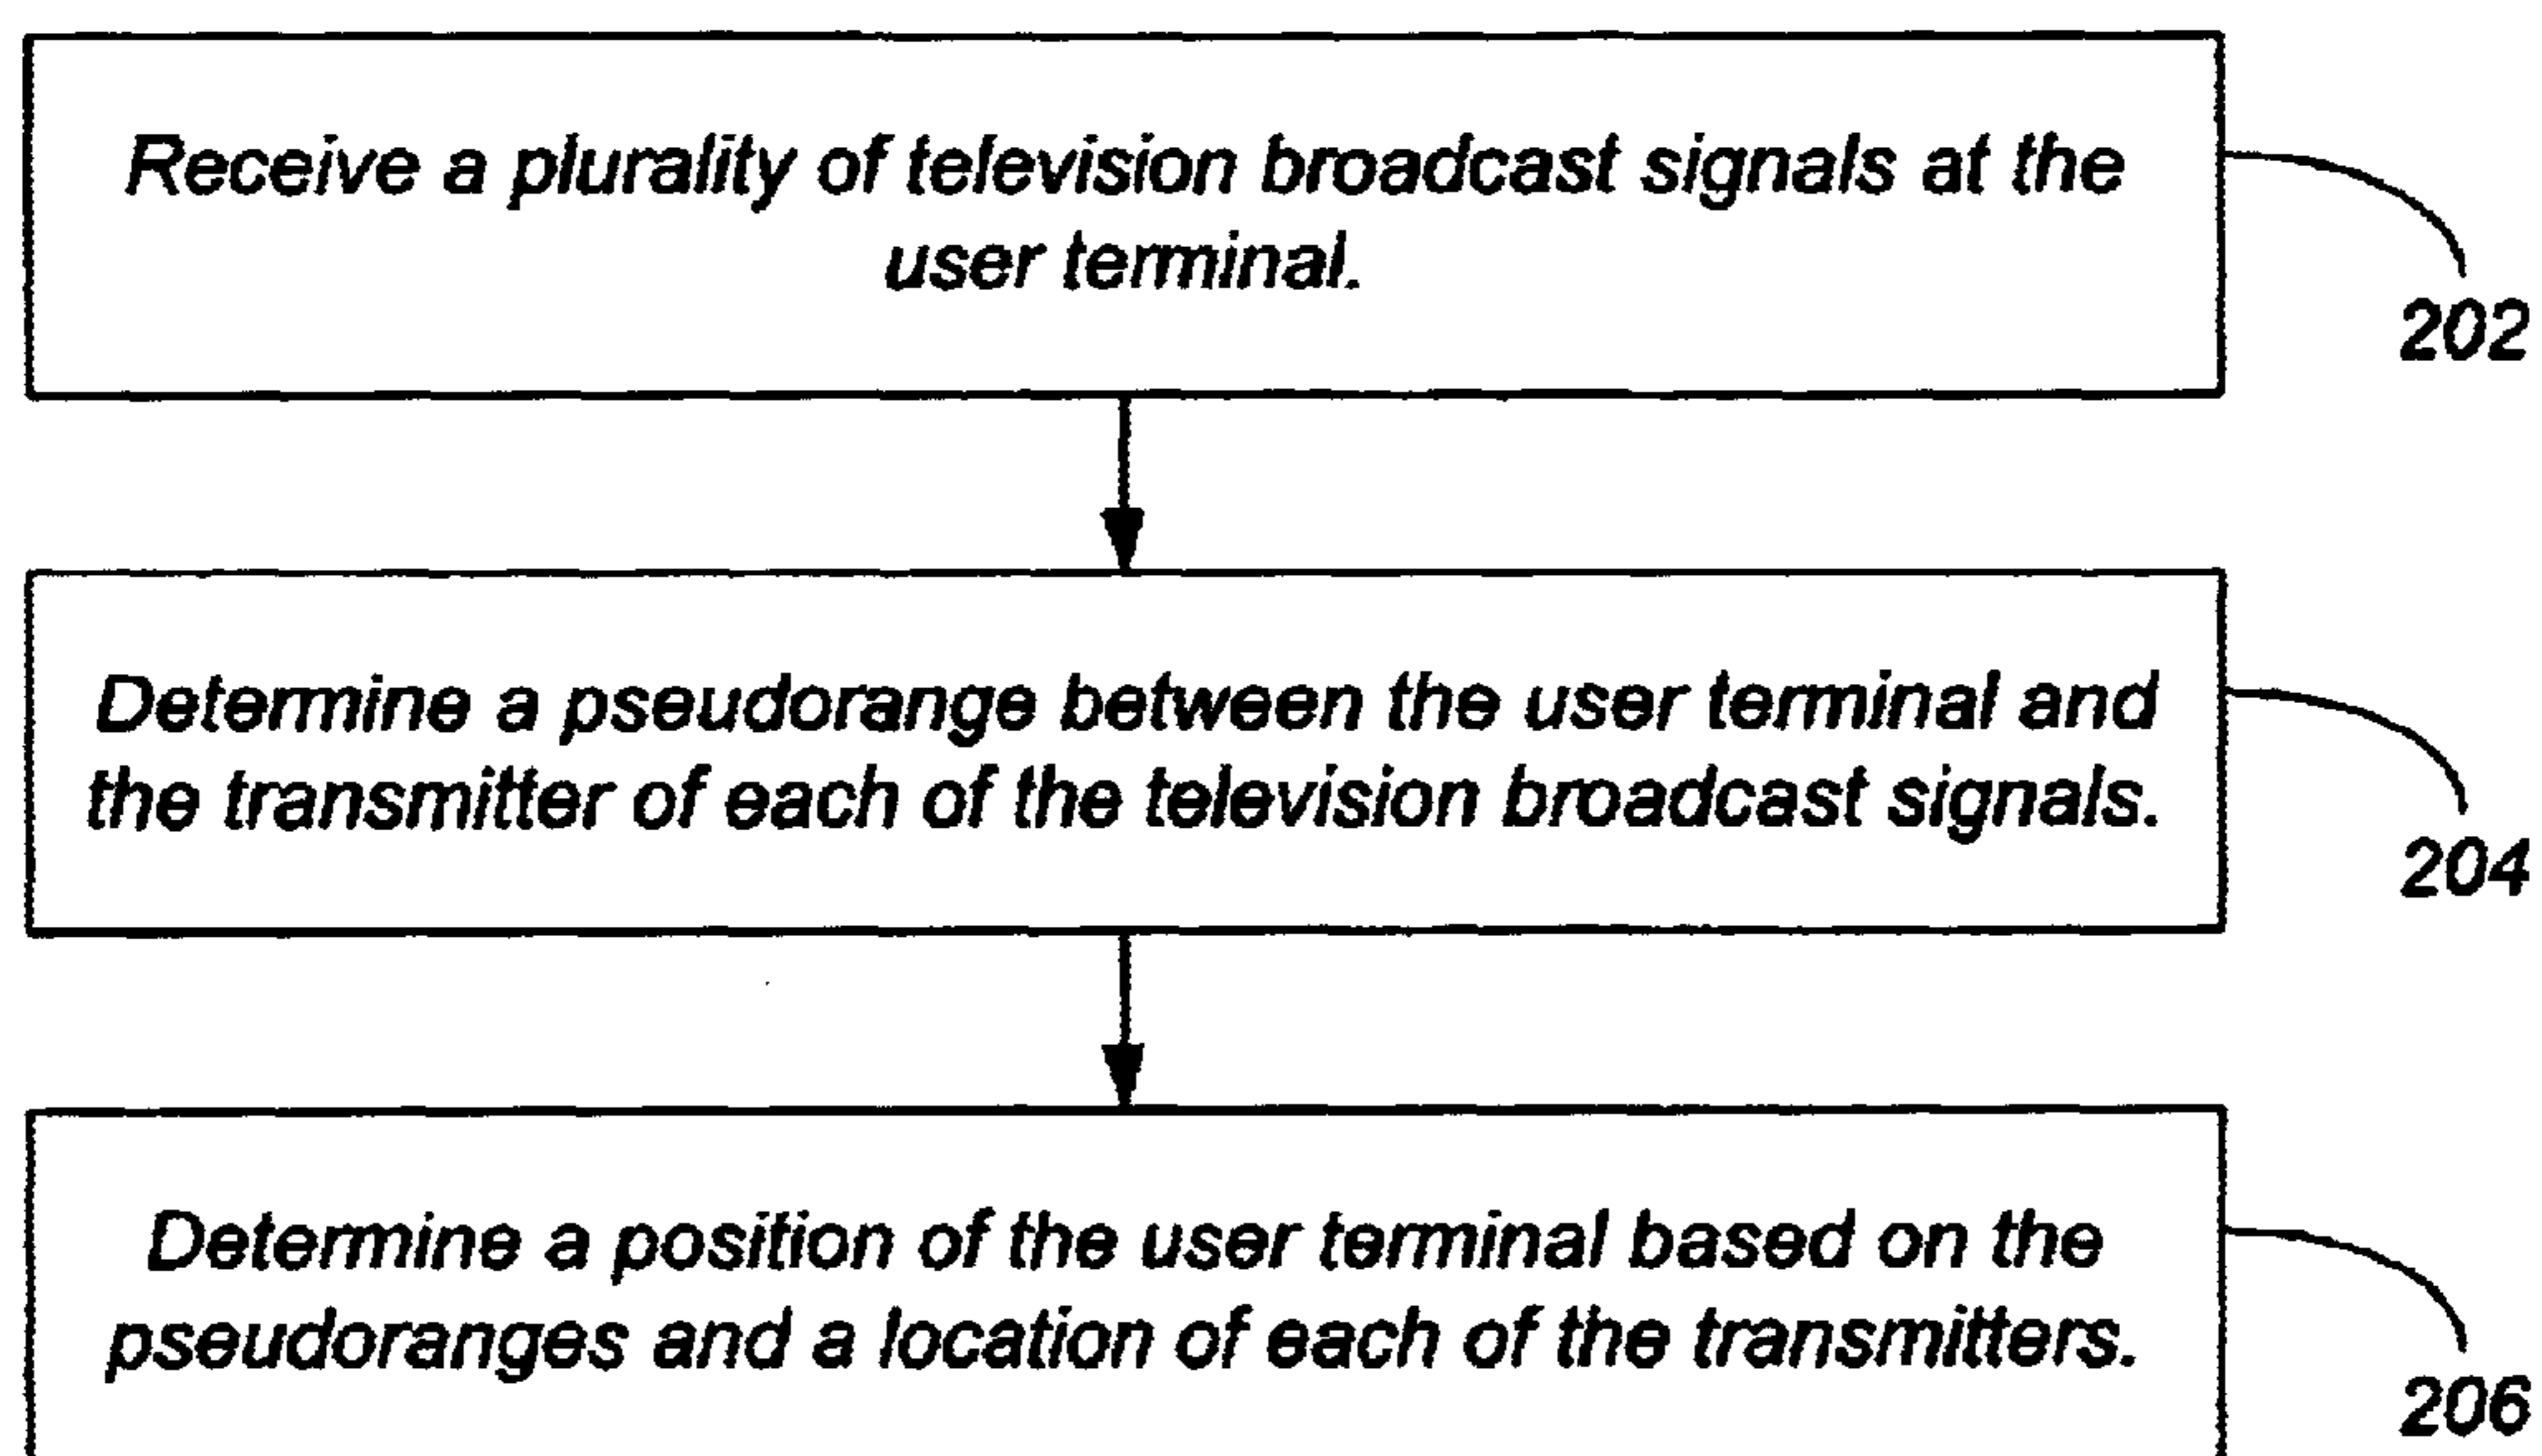 Receive a plurality of television broadcast signals at the
user terminal.
202
Determine a pseudorange between the user terminal and
the transmitter of each of the television broadcast signals.
204
Determine a position of the user terminal based on the
pseudoranges and a location of each of the transmitters.
206